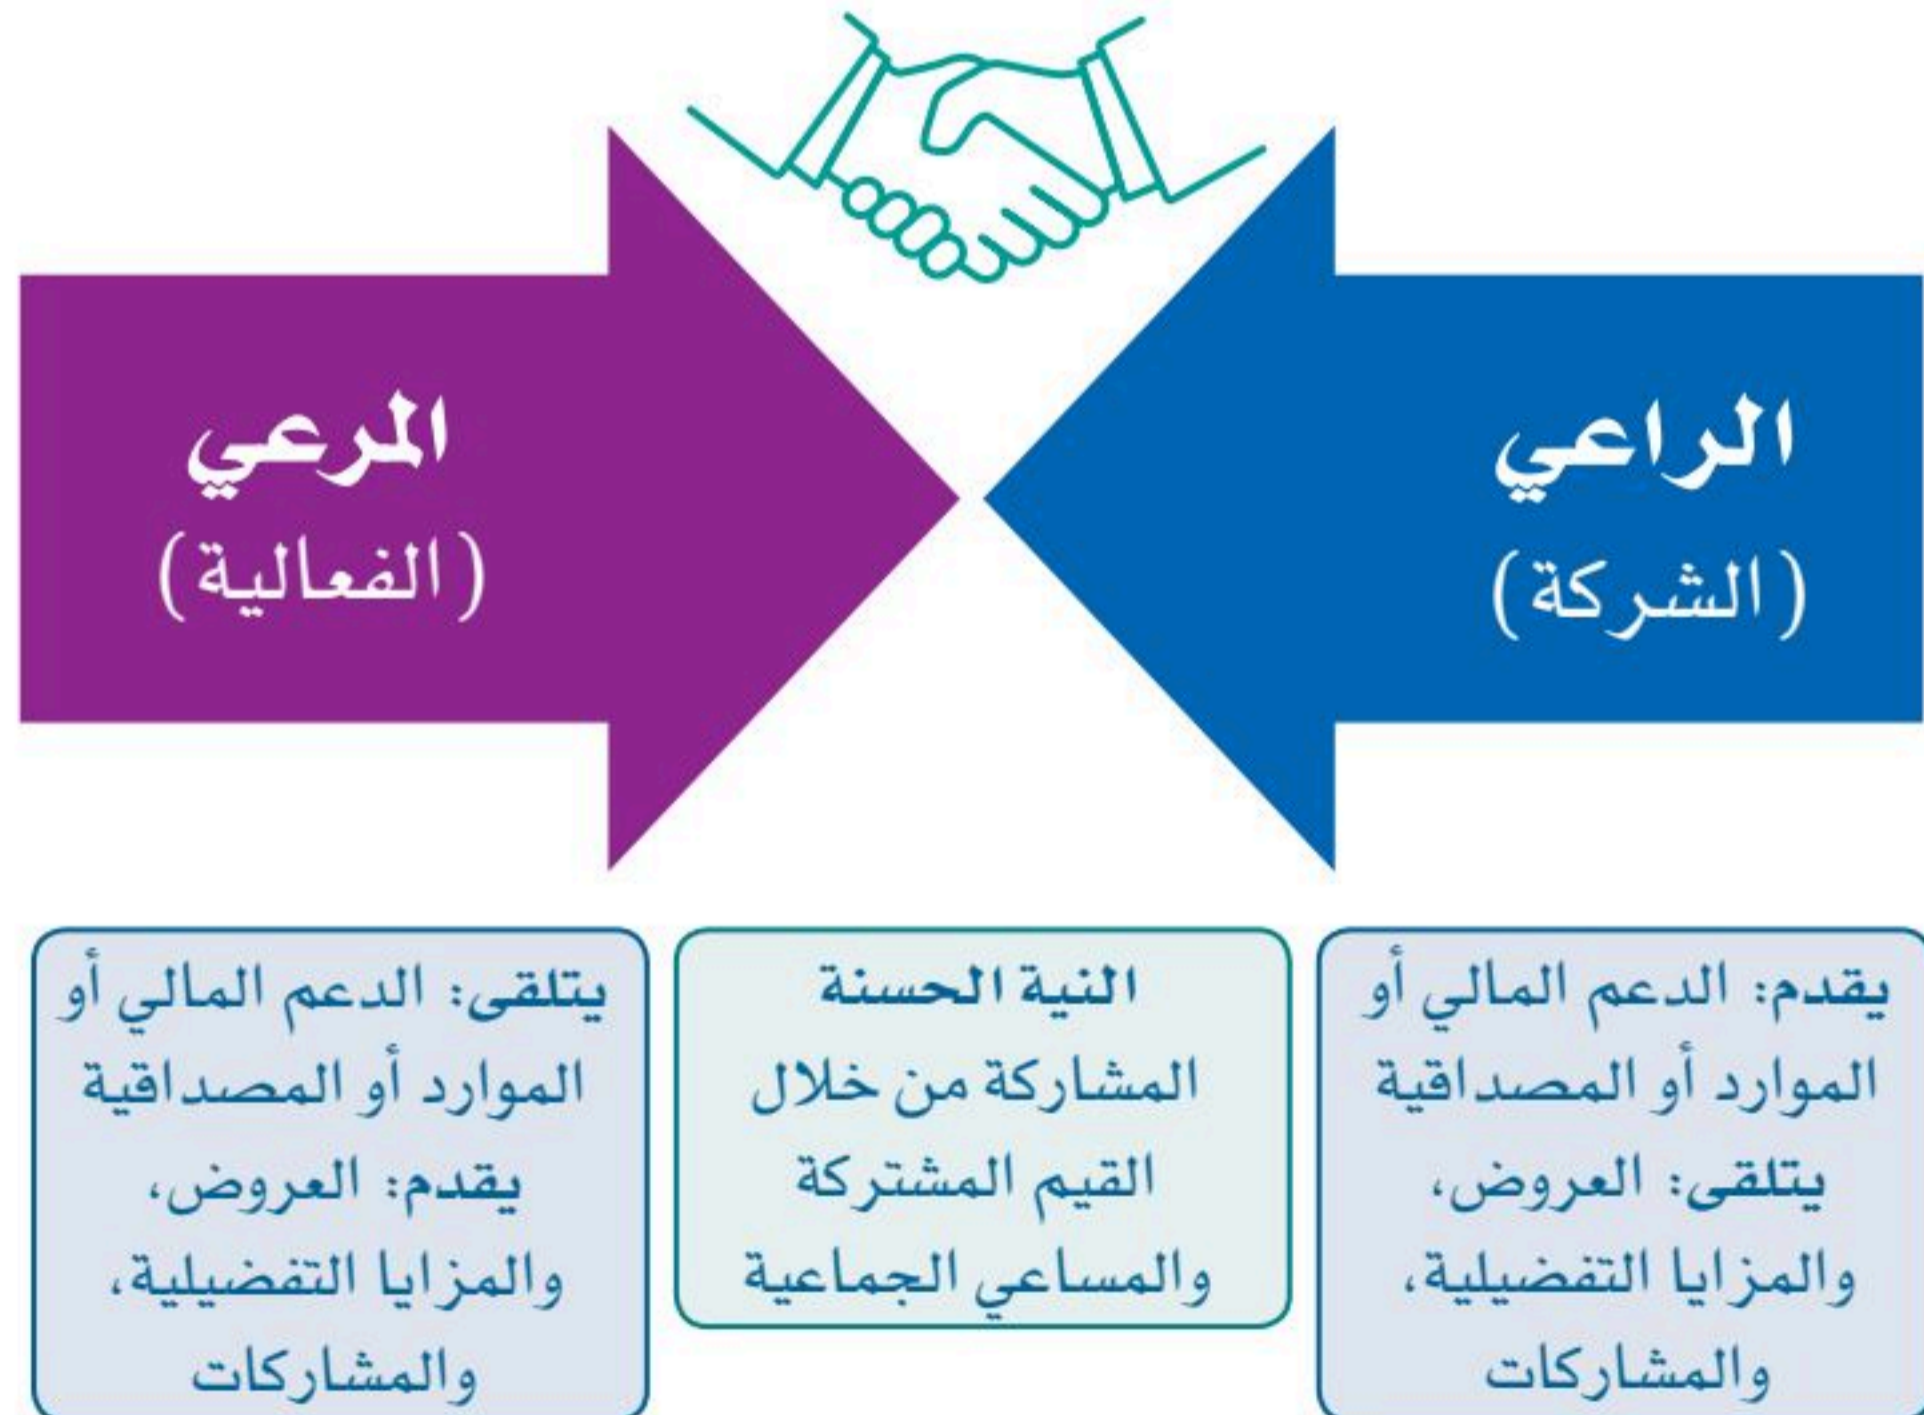 الراعي
(الشركة)
المرعي
(الفعالية)
يقدم: الدعم المالي أو
الموارد أو المصداقية
يتلقى: العروض،
والمزايا التفضيلية،
والمشاركات
النية الحسنة
المشاركة من خلال
القيم المشتركة
والمساعي الجماعية
يتلقى: الدعم المالي أو
الموارد أو المصداقية
يقدم: العروض،
والمزايا التفضيلية،
والمشاركات